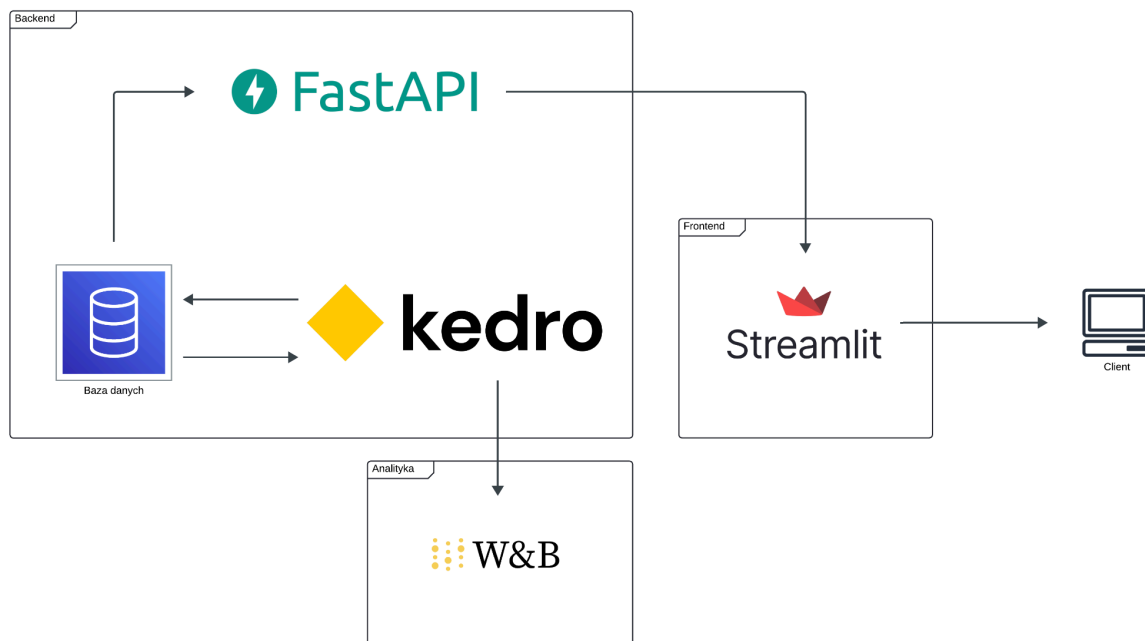 Backend
FastAPI
Frontend
kedro
Streamlit
Baza danych
Client
Analityka
W&B